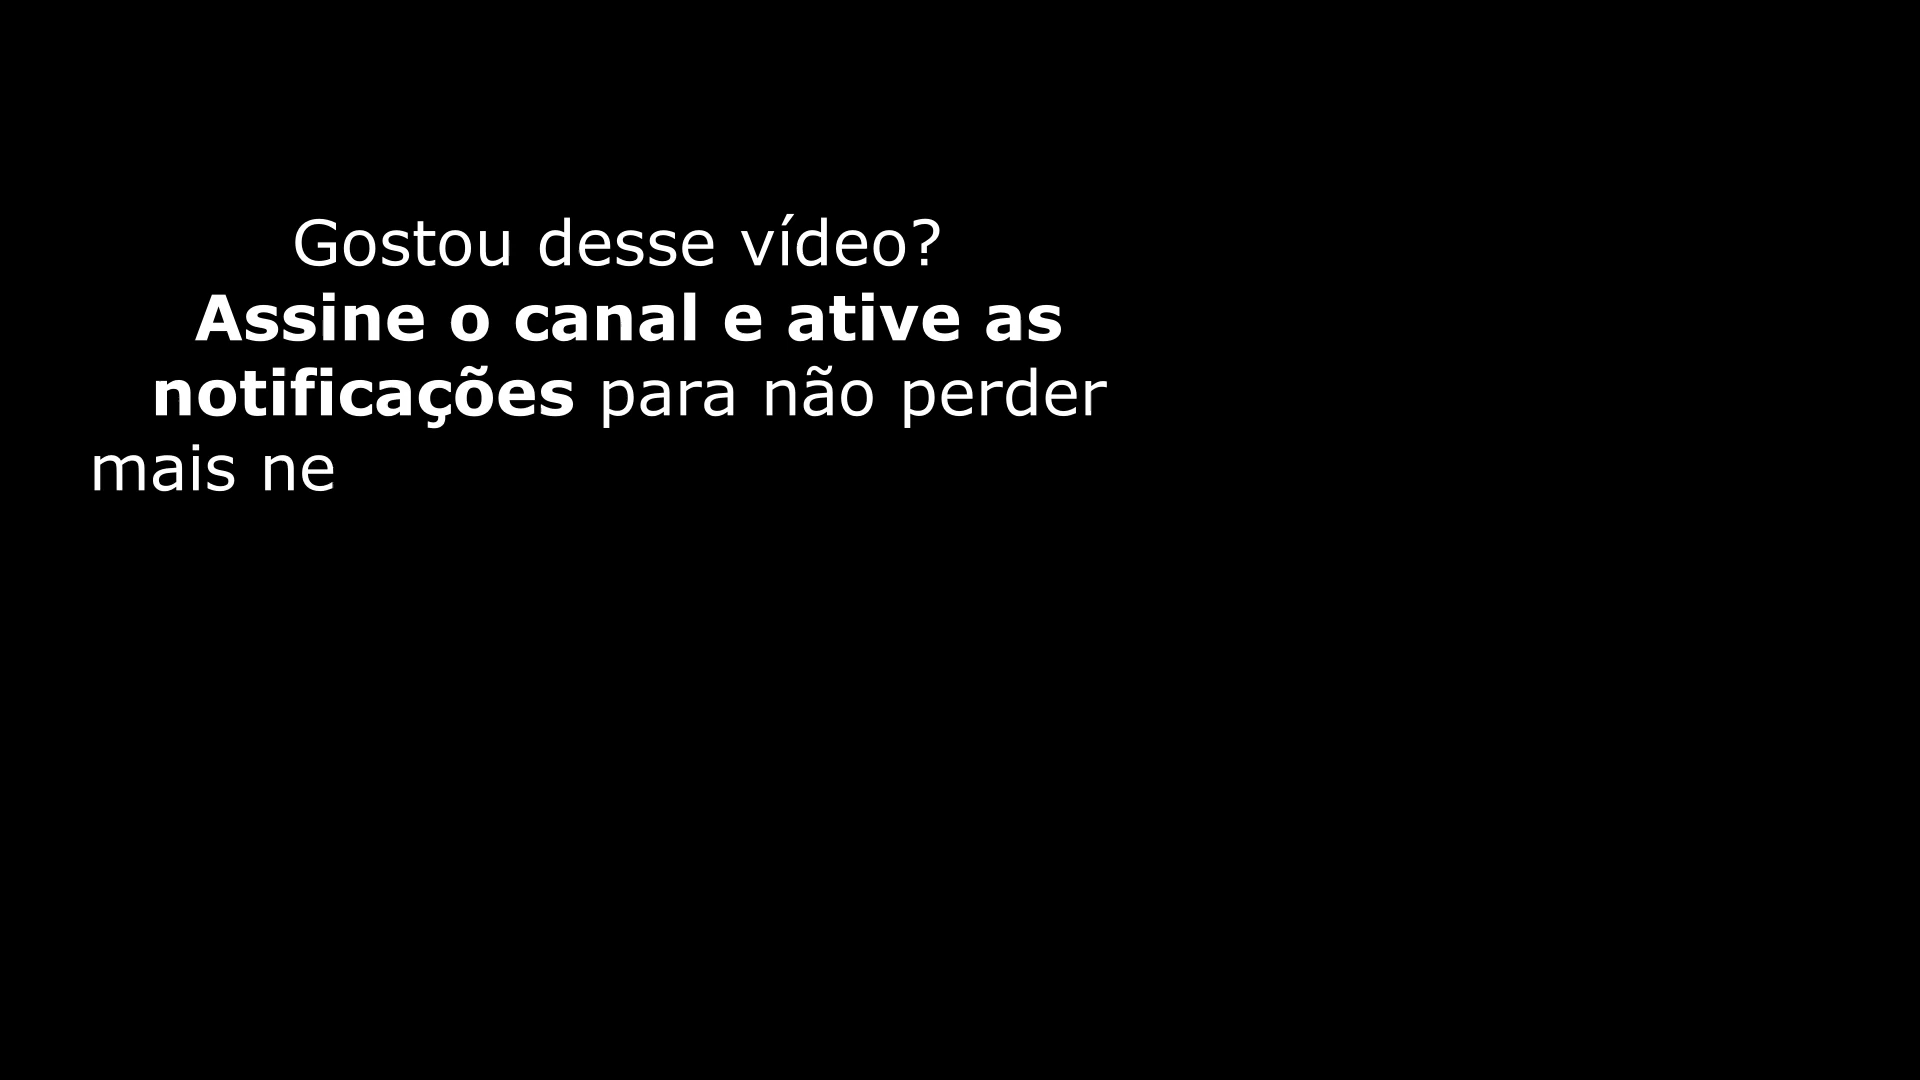 Gostou desse vídeo?
Assine o canal e ative as
notificações para não perder
mais ne